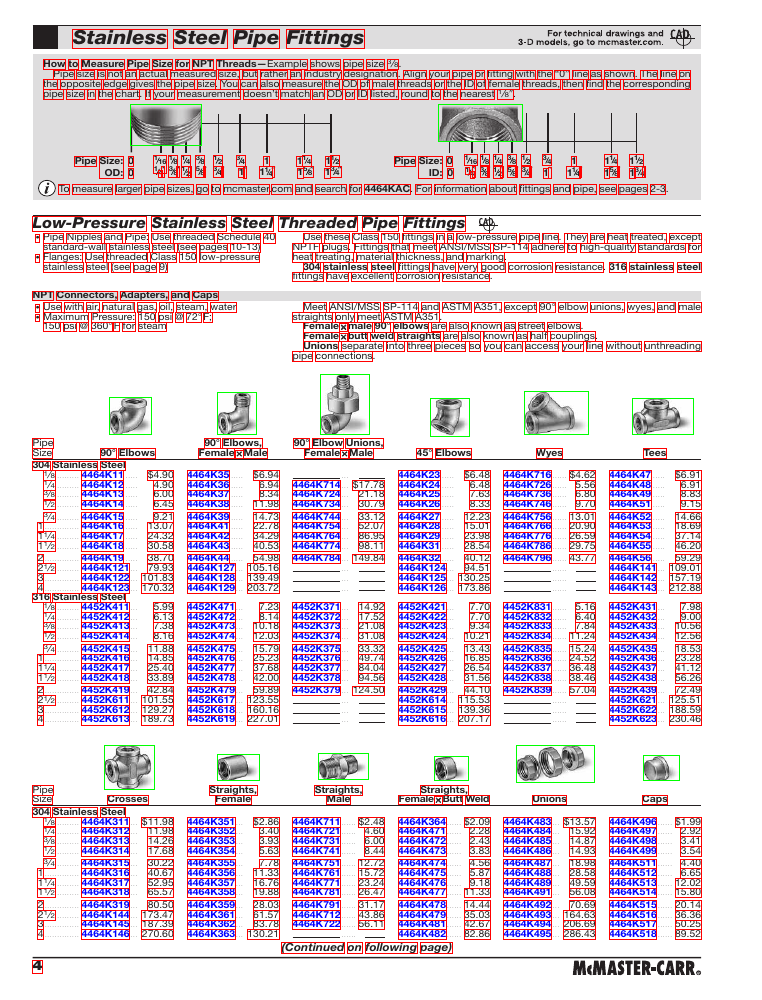 Stainless Steel Pipe Fittings
For technical drawings and
3-D models, go to mcmaster.com.
CAD
How to Measure Pipe Size for NPT Threads—Example shows pipe size 3/8.
Pipe size is not an actual measured size, but rather an industry designation. Align your pipe or fitting with the "0" line as shown. The line on
the opposite edge gives the pipe size. You can also measure the OD of male threads or the ID of female threads, then find the corresponding
pipe size in the chart. If your measurement doesn't match an OD or ID listed, round to the nearest 1/8".
Pipe Size: 0 1/16 1/8 1/4 3/8 1/2 3/4 1 1 1/4 1 1/2
OD: 0
Pipe Size: 0 1/16 1/8 1/4 3/8 1/2 3/4 1 1 1/4 1 1/2
ID: 0
To measure larger pipe sizes, go to mcmaster.com and search for 4464KAC. For information about fittings and pipe, see pages 2-3.
Low-Pressure Stainless Steel Threaded Pipe Fittings CAD
• Pipe Nipples and Pipe: Use threaded Schedule 40
standard-wall stainless steel (see pages 10-13)
• Flanges: Use threaded Class 150 low-pressure
stainless steel (see page 9)
Use these Class 150 fittings in a low-pressure pipe line. They are heat treated, except
NPTF plugs. Fittings that meet ANSI/MSS SP-114 adhere to high-quality standards for
heat treating, material thickness, and marking.
304 stainless steel fittings have very good corrosion resistance. 316 stainless steel
fittings have excellent corrosion resistance.
NPT Connectors, Adapters, and Caps
• Use with air, natural gas, oil, steam, water
• Maximum Pressure: 150 psi @ 72°F;
150 psi @ 360°F for steam
Meet ANSI/MSS SP-114 and ASTM A351, except 90° elbow unions, wyes, and male
straights only meet ASTM A351.
Female x male 90° elbows are also known as street elbows.
Female x butt weld straights are also known as half couplings.
Unions separate into three pieces so you can access your line without unthreading
pipe connections.
Pipe 90° Elbows, 90° Elbow Unions,
Size 90° Elbows Female x Male Female x Male 45° Elbows Wyes Tees
304 Stainless Steel
1/8 4464K11 $4.90 4464K35 $6.94 4464K23 $6.48 4464K716 $4.62 4464K47 $6.91
1/4 4464K12 4.90 4464K36 6.94 4464K714 $17.78 4464K24 6.48 4464K726 5.56 4464K48 6.91
3/8 4464K13 6.00 4464K37 8.34 4464K724 21.18 4464K25 7.63 4464K736 6.80 4464K49 8.83
1/2 4464K14 6.45 4464K38 11.98 4464K734 30.79 4464K26 8.33 4464K746 9.70 4464K51 9.15
3/4 4464K15 9.21 4464K39 14.73 4464K744 33.12 4464K27 12.23 4464K756 13.01 4464K52 14.66
1 4464K16 13.07 4464K41 22.78 4464K754 52.07 4464K28 15.01 4464K766 20.90 4464K53 18.69
1 1/4 4464K17 24.32 4464K42 34.29 4464K764 86.95 4464K29 23.98 4464K776 26.59 4464K54 37.14
1 1/2 4464K18 30.58 4464K43 40.53 4464K774 98.11 4464K31 28.54 4464K786 29.75 4464K55 46.20
2 4464K19 38.70 4464K44 54.98 4464K784 149.84 4464K32 40.12 4464K796 43.77 4464K56 59.29
2 1/2 4464K121 79.93 4464K127 105.16 4464K124 94.51 4464K141 109.01
3 4464K122 101.83 4464K128 139.49 4464K125 130.25 4464K142 157.19
4 4464K123 170.32 4464K129 203.72 4464K126 173.86 4464K143 212.88
316 Stainless Steel
1/8 4452K411 5.99 4452K471 7.23 4452K371 14.92 4452K421 7.70 4452K831 5.16 4452K431 7.98
1/4 4452K412 6.13 4452K472 8.14 4452K372 17.52 4452K422 7.70 4452K832 6.40 4452K432 9.00
3/8 4452K413 7.38 4452K473 10.18 4452K373 21.08 4452K423 9.34 4452K833 7.84 4452K433 10.56
1/2 4452K414 8.16 4452K474 12.03 4452K374 31.08 4452K424 10.21 4452K834 11.24 4452K434 12.56
3/4 4452K415 11.88 4452K475 15.79 4452K375 33.32 4452K425 13.43 4452K835 15.24 4452K435 18.53
1 4452K416 14.85 4452K476 25.23 4452K376 49.74 4452K426 16.85 4452K836 24.52 4452K436 23.28
1 1/4 4452K417 25.40 4452K477 37.68 4452K377 84.04 4452K427 26.54 4452K837 36.48 4452K437 41.12
1 1/2 4452K418 33.89 4452K478 42.00 4452K378 94.56 4452K428 31.56 4452K838 38.46 4452K438 56.26
2 4452K419 42.84 4452K479 59.89 4452K379 124.50 4452K429 44.10 4452K839 57.04 4452K439 72.49
2 1/2 4452K611 101.55 4452K617 123.55 4452K614 115.53 4452K621 125.51
3 4452K612 129.27 4452K618 160.16 4452K615 139.36 4452K622 188.59
4 4452K613 189.73 4452K619 227.01 4452K616 207.17 4452K623 230.46
Pipe Straights, Straights, Straights,
Size Crosses Female Male Female x Butt Weld Unions Caps
304 Stainless Steel
1/8 4464K311 $11.98 4464K351 $2.86 4464K711 $2.48 4464K364 $2.09 4464K483 $13.57 4464K496 $1.99
1/4 4464K312 11.98 4464K352 3.40 4464K721 4.60 4464K471 2.28 4464K484 15.92 4464K497 2.92
3/8 4464K313 14.26 4464K353 3.93 4464K731 6.00 4464K472 2.43 4464K485 14.87 4464K498 3.41
1/2 4464K314 17.68 4464K354 5.63 4464K741 8.44 4464K473 3.83 4464K486 14.93 4464K499 3.54
3/4 4464K315 30.22 4464K355 7.78 4464K751 12.72 4464K474 4.56 4464K487 18.98 4464K511 4.40
1 4464K316 40.67 4464K356 11.33 4464K761 15.72 4464K475 5.87 4464K488 28.58 4464K512 6.65
1 1/4 4464K317 52.95 4464K357 16.76 4464K771 23.24 4464K476 9.18 4464K489 49.59 4464K513 12.02
1 1/2 4464K318 65.57 4464K358 19.88 4464K781 26.47 4464K477 11.33 4464K491 56.08 4464K514 15.80
2 4464K319 80.50 4464K359 28.03 4464K791 31.17 4464K478 14.44 4464K492 70.69 4464K515 20.14
2 1/2 4464K144 173.47 4464K361 61.57 4464K712 43.86 4464K479 35.03 4464K493 164.63 4464K516 36.36
3 4464K145 187.39 4464K362 83.78 4464K722 56.11 4464K481 42.67 4464K494 206.69 4464K517 50.25
4 4464K146 270.60 4464K363 130.21 4464K482 82.86 4464K495 286.43 4464K518 89.52
(Continued on following page)
4
McMASTER-CARR®